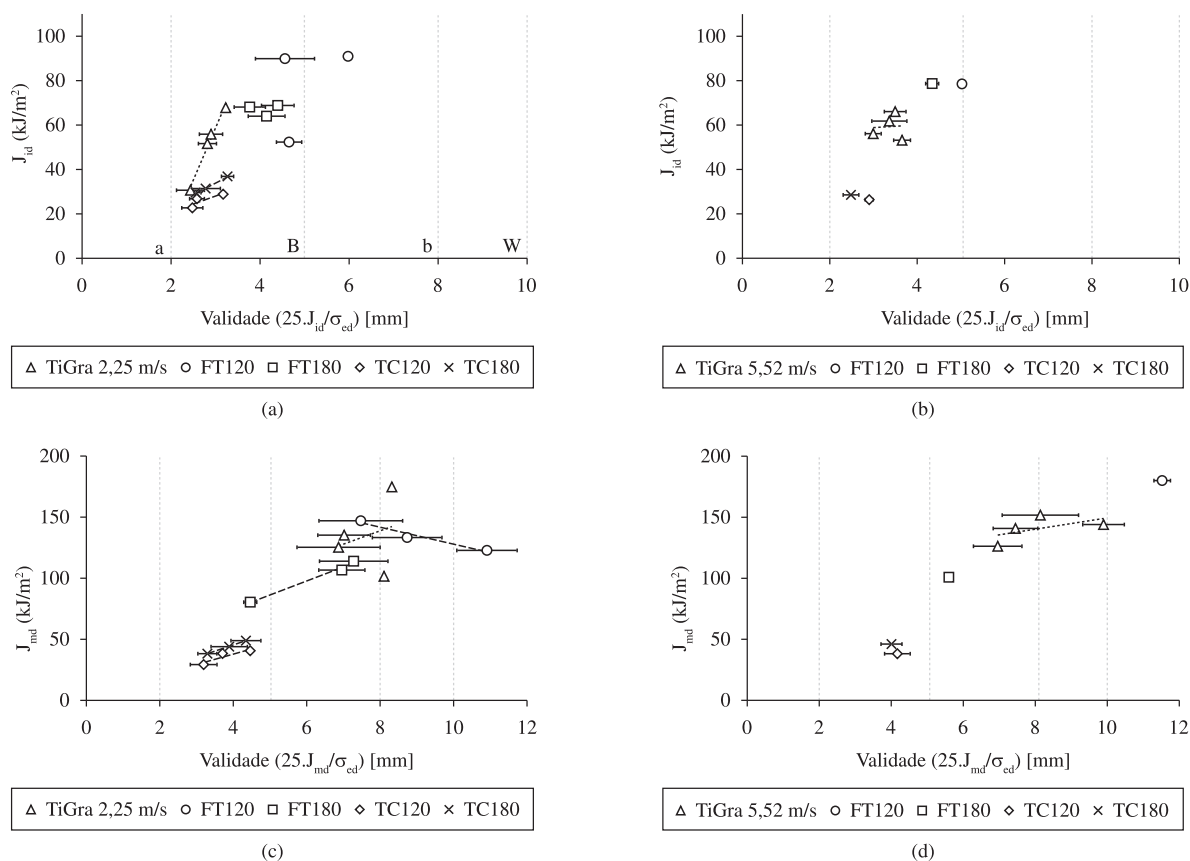 100
80
60
40
20
0
J_id (kJ/m²)
a
B
b
W
0 2 4 6 8 10
Validade (25.J_id/σ_ed) [mm]
TiGra 2,25 m/s FT120 FT180 TC120 TC180
(a)
100
80
60
40
20
0
J_id (kJ/m²)
0 2 4 6 8 10
Validade (25.J_id/σ_ed) [mm]
TiGra 5,52 m/s FT120 FT180 TC120 TC180
(b)
200
150
100
50
0
J_md (kJ/m²)
0 2 4 6 8 10 12
Validade (25.J_md/σ_ed) [mm]
TiGra 2,25 m/s FT120 FT180 TC120 TC180
(c)
200
150
100
50
0
J_md (kJ/m²)
0 2 4 6 8 10 12
Validade (25.J_md/σ_ed) [mm]
TiGra 5,52 m/s FT120 FT180 TC120 TC180
(d)